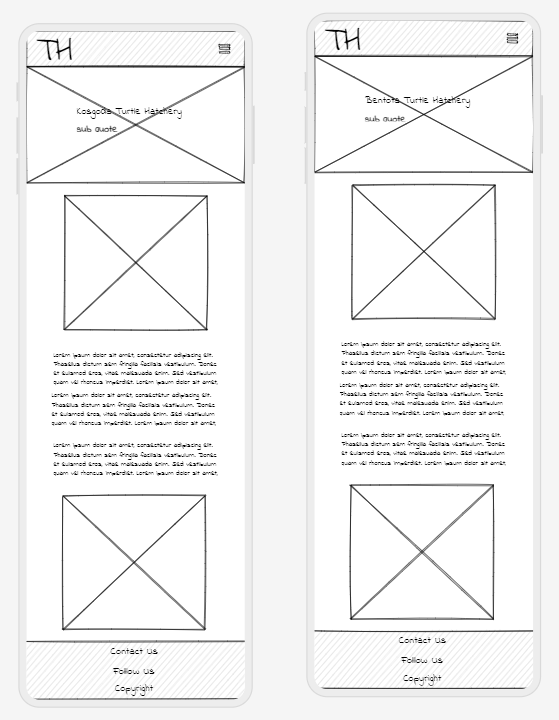 TH
Kosgoda Turtle Hatchery
sub quote
Lorem ipsum dolor sit amet, consectetur adipiscing elit.
Phasellus dictum sem fringilla facilisis vestibulum. Donec
et euismod eros, vitae malesuada enim. Sed vestibulum
quam vel rhoncus imperdiet. Lorem ipsum dolor sit amet,
Lorem ipsum dolor sit amet, consectetur adipiscing elit.
Phasellus dictum sem fringilla facilisis vestibulum. Donec
et euismod eros, vitae malesuada enim. Sed vestibulum
quam vel rhoncus imperdiet. Lorem ipsum dolor sit amet,
Lorem ipsum dolor sit amet, consectetur adipiscing elit.
Phasellus dictum sem fringilla facilisis vestibulum. Donec
et euismod eros, vitae malesuada enim. Sed vestibulum
quam vel rhoncus imperdiet. Lorem ipsum dolor sit amet,
Contact Us
Follow Us
Copyright
TH
Bentota Turtle Hatchery
sub quote
Lorem ipsum dolor sit amet, consectetur adipiscing elit.
Phasellus dictum sem fringilla facilisis vestibulum. Donec
et euismod eros, vitae malesuada enim. Sed vestibulum
quam vel rhoncus imperdiet. Lorem ipsum dolor sit amet,
Lorem ipsum dolor sit amet, consectetur adipiscing elit.
Phasellus dictum sem fringilla facilisis vestibulum. Donec
et euismod eros, vitae malesuada enim. Sed vestibulum
quam vel rhoncus imperdiet. Lorem ipsum dolor sit amet,
Lorem ipsum dolor sit amet, consectetur adipiscing elit.
Phasellus dictum sem fringilla facilisis vestibulum. Donec
et euismod eros, vitae malesuada enim. Sed vestibulum
quam vel rhoncus imperdiet. Lorem ipsum dolor sit amet,
Contact Us
Follow Us
Copyright